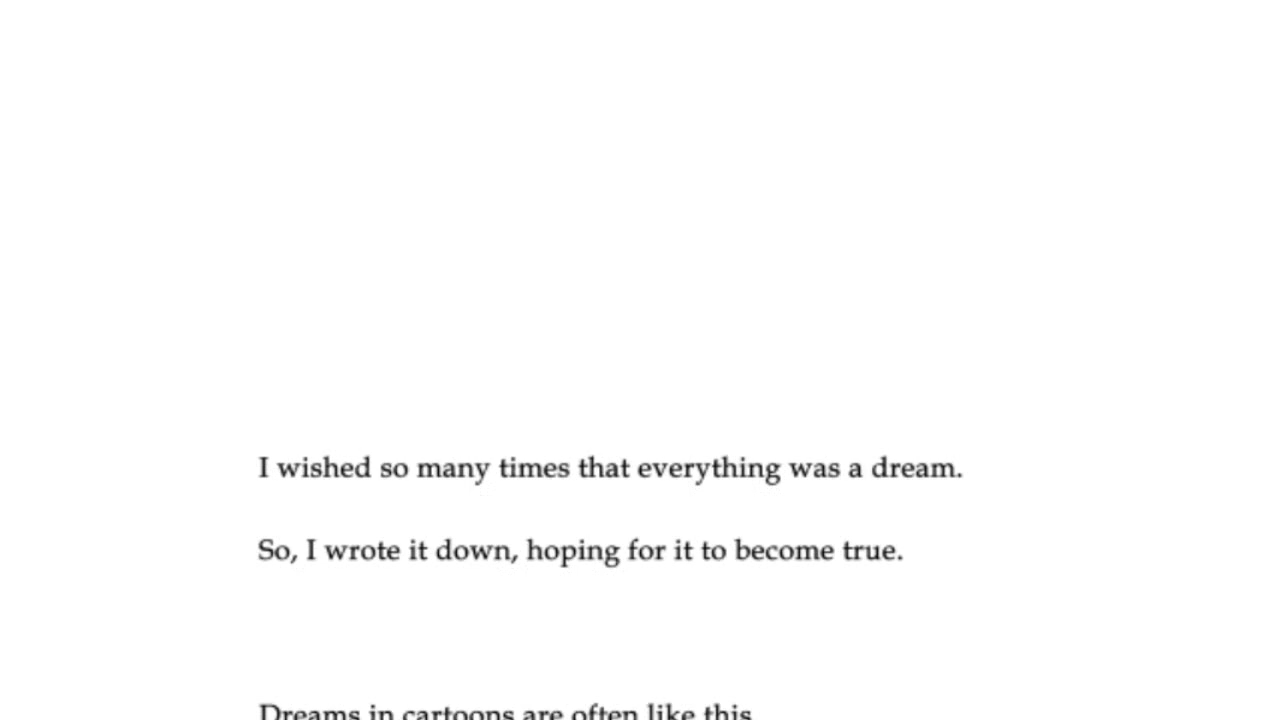 I wished so many times that everything was a dream.
So, I wrote it down, hoping for it to become true.
Dreams in cartoons are often like this